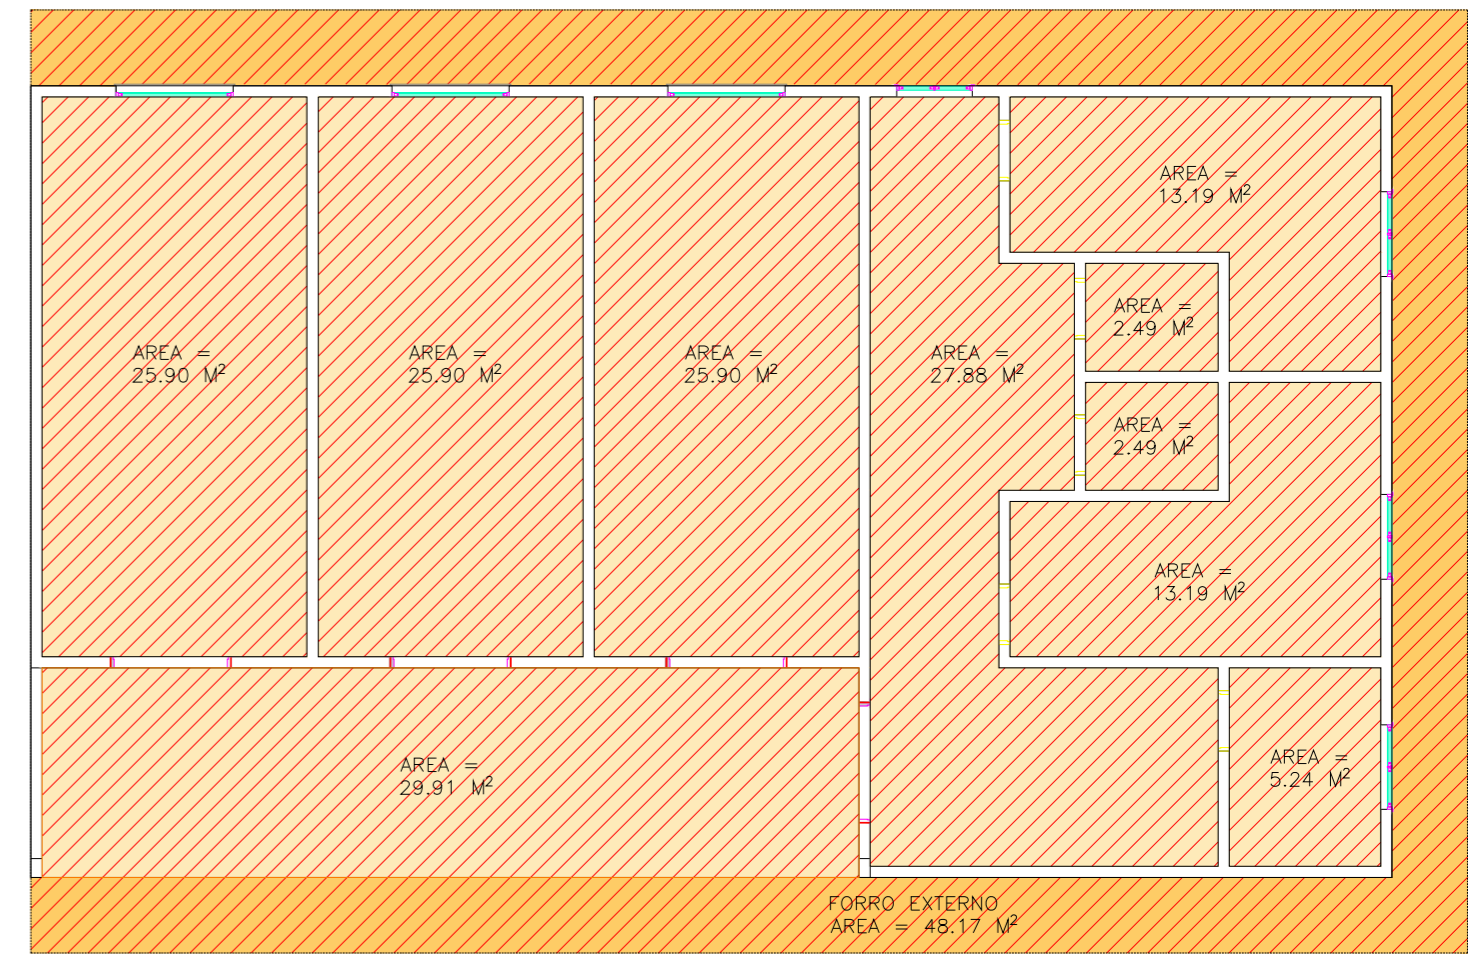 AREA =
13.19 M²
AREA =
2.49 M²
AREA =
25.90 M²
AREA =
25.90 M²
AREA =
25.90 M²
AREA =
27.88 M²
AREA =
2.49 M²
AREA =
13.19 M²
AREA =
29.91 M²
AREA =
5.24 M²
FORRO EXTERNO
AREA = 48.17 M²